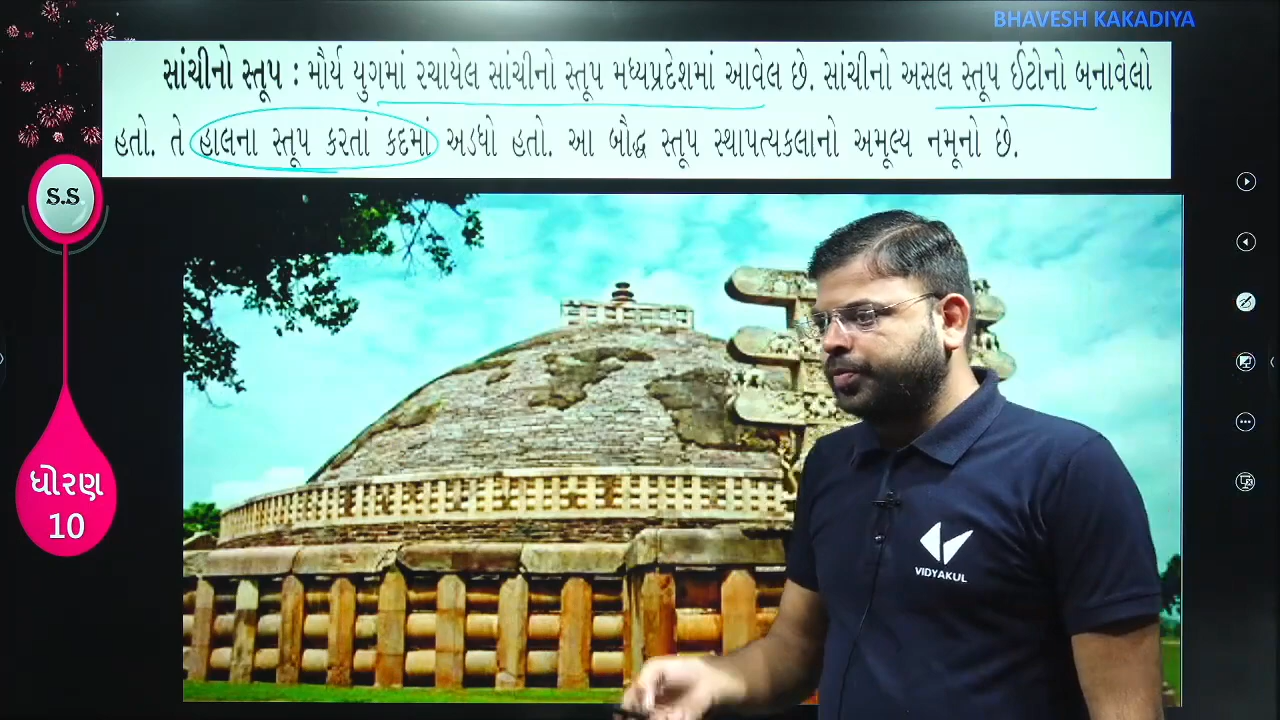 BHAVESH KAKADIYA
સાંચીનો સ્તૂપ : મૌર્ય યુગમાં રચાયેલ સાંચીનો સ્તૂપ મધ્યપ્રદેશમાં આવેલ છે. સાંચીનો અસલ સ્તૂપ ઈંટોનો બનાવેલો
હતો. તે હાલના સ્તૂપ કરતાં કદમાં અડધો હતો. આ બૌદ્ધ સ્તૂપ સ્થાપત્યકલાનો અમૂલ્ય નમૂનો છે.
S.S
ધોરણ
10
VIDYAKUL